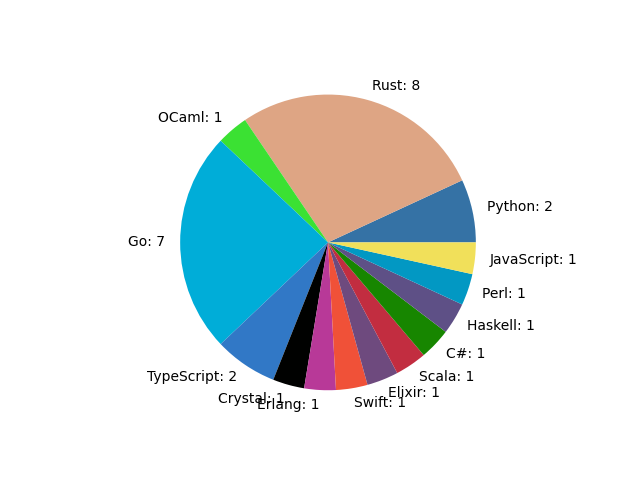 Rust: 8
OCaml: 1
Python: 2
Go: 7
JavaScript: 1
Perl: 1
Haskell: 1
C#: 1
TypeScript: 2
Scala: 1
Elixir: 1
Crystal: 1
Erlang: 1
Swift: 1